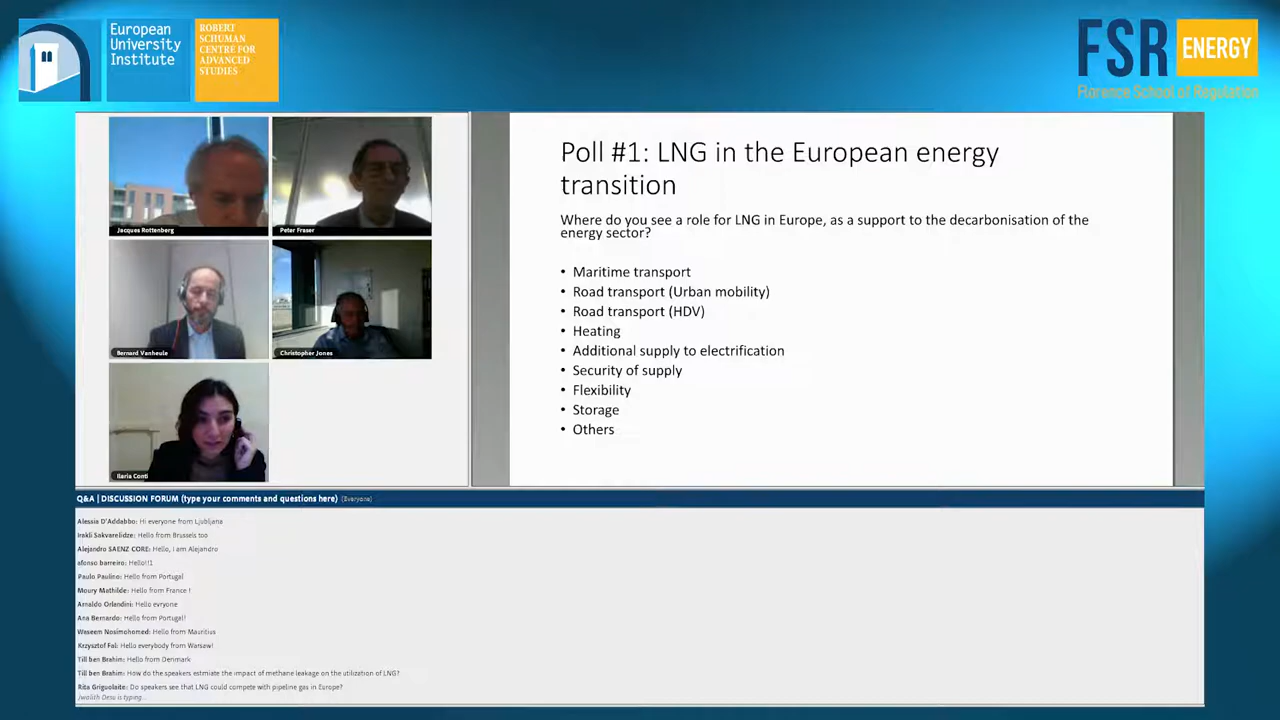 European
University
Institute
ROBERT
SCHUMAN
CENTRE FOR
ADVANCED
STUDIES
FSR ENERGY
Florence School of Regulation
Jacques Rottenberg
Peter Fraser
Bernard Vanheule
Christopher Jones
Ilaria Conti
Poll #1: LNG in the European energy
transition
Where do you see a role for LNG in Europe, as a support to the decarbonisation of the
energy sector?
• Maritime transport
• Road transport (Urban mobility)
• Road transport (HDV)
• Heating
• Additional supply to electrification
• Security of supply
• Flexibility
• Storage
• Others
Q&A | DISCUSSION FORUM (type your comments and questions here) (Everyone)
Alessia D'Addabbo: Hi everyone from Ljubljana
Irakli Sakvarelidze: Hello from Brussels too
Alejandro SAENZ CORE: Hello, i am Alejandro
afonso barreiro: Hello!!1
Paulo Paulino: Hello from Portugal
Moury Mathilde: Hello from France !
Arnaldo Orlandini: Hello evryone
Ana Bernardo: Hello from Portugal!
Waseem Nosimohomed: Hello from Mauritius
Krzysztof Fal: Hello everybody from Warsaw!
Till ben Brahim: Hello from Denmark
Till ben Brahim: How do the speakers estmiate the impact of methane leakage on the utilization of LNG?
Rita Griguolaite: Do speakers see that LNG could compete with pipeline gas in Europe?
Jwalith Desu is typing...